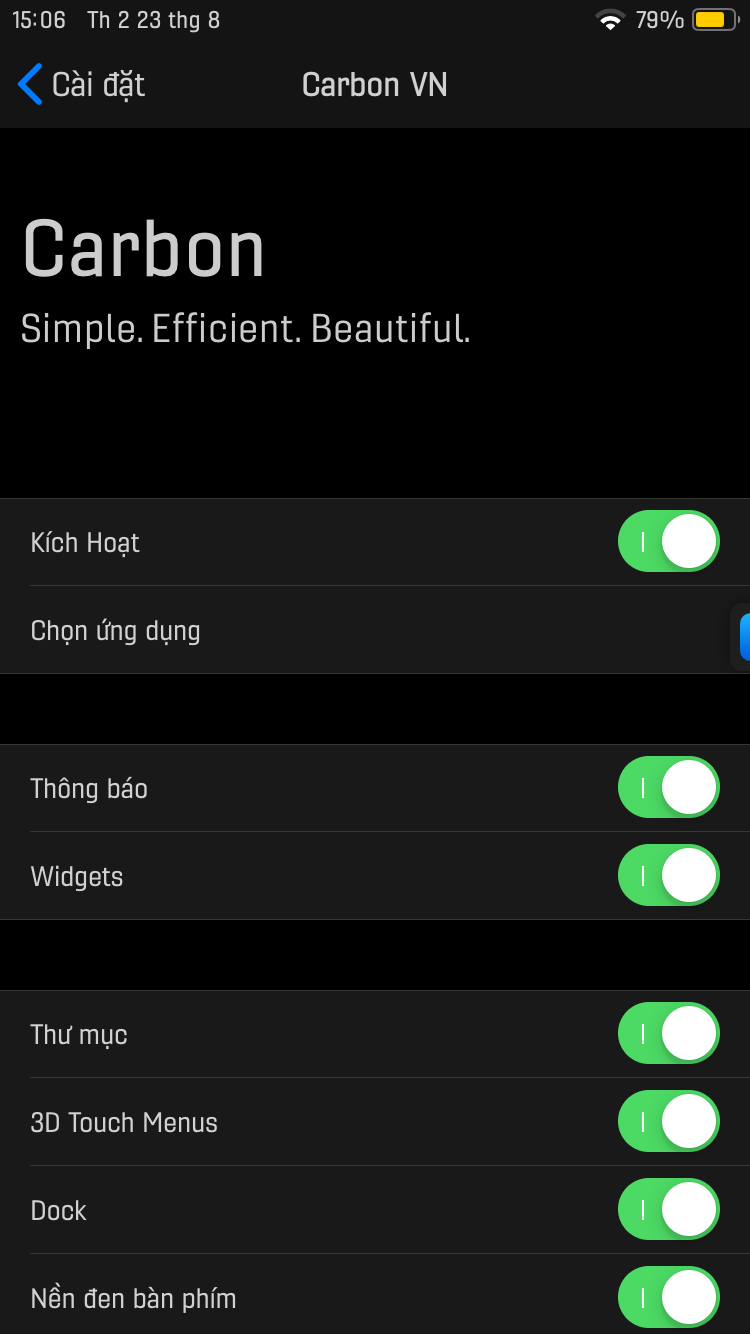 15:06 Th 2 23 thg 8 79%
Cài đặt Carbon VN
Carbon
Simple. Efficient. Beautiful.
Kích Hoạt
Chọn ứng dụng
Thông báo
Widgets
Thư mục
3D Touch Menus
Dock
Nền đen bàn phím